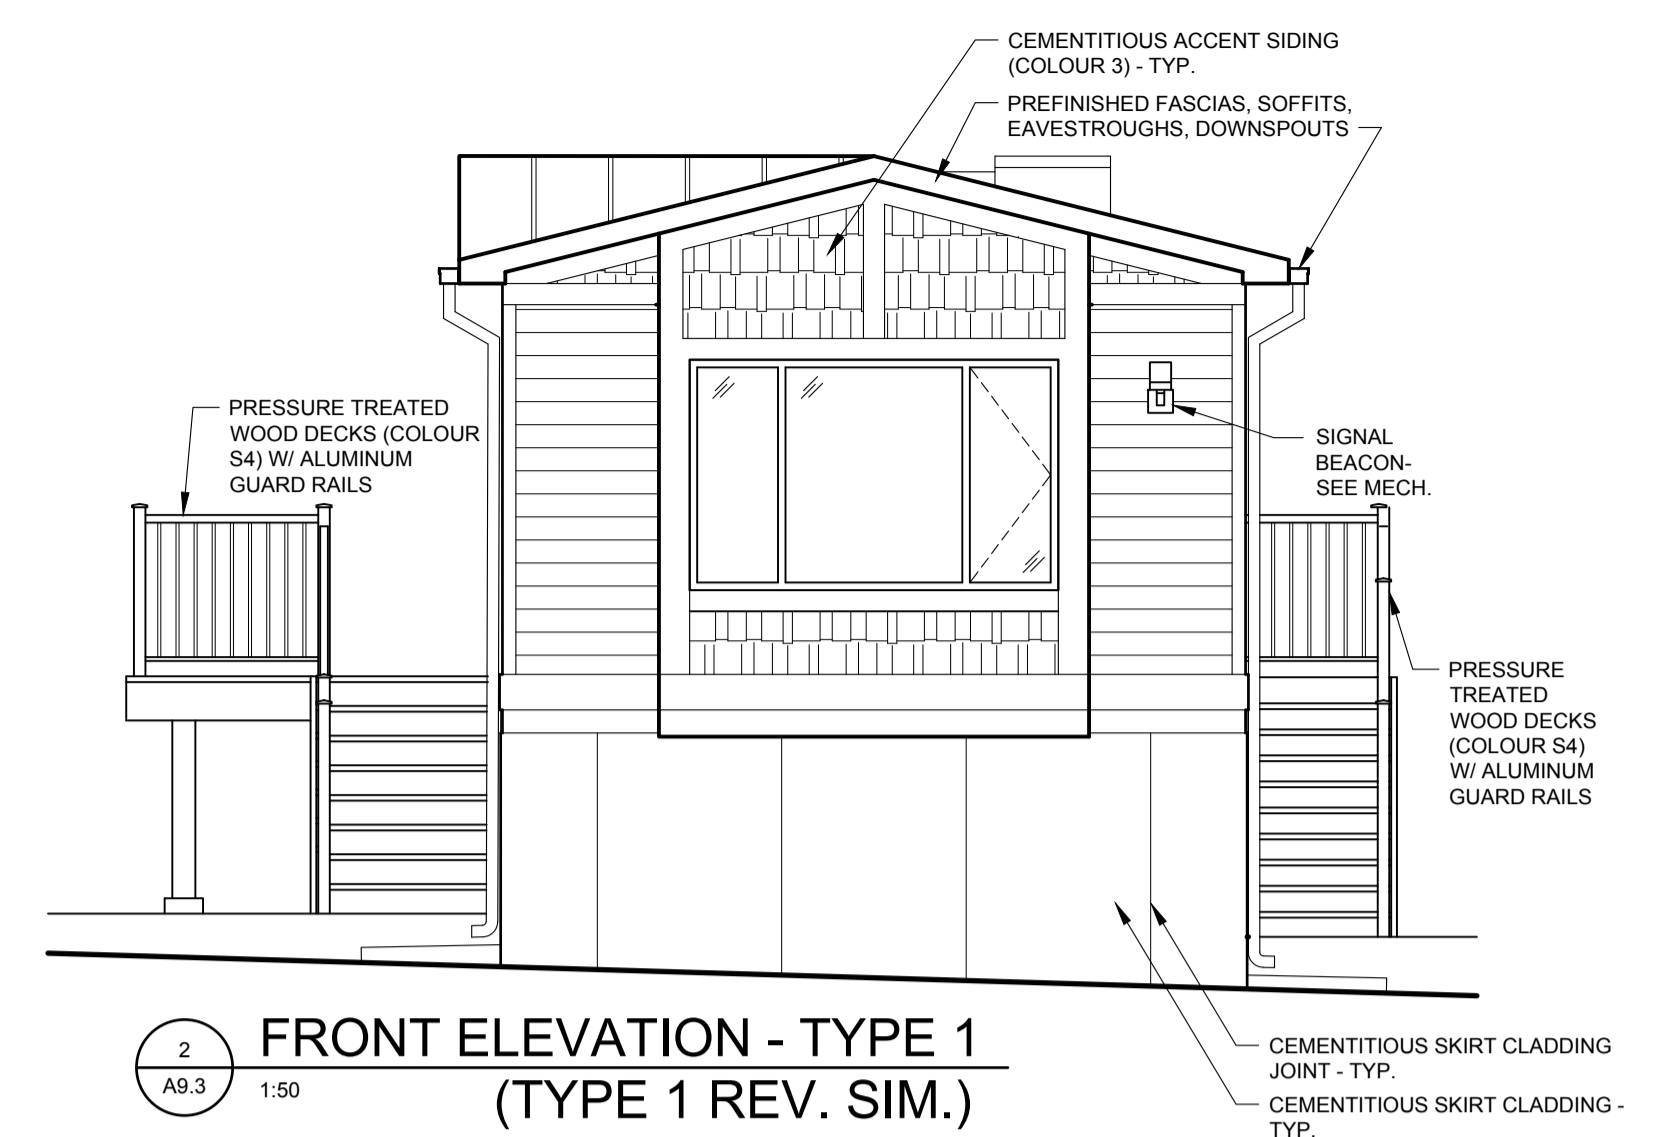 CEMENTITIOUS ACCENT SIDING
(COLOUR 3) - TYP.
PREFINISHED FASCIAS, SOFFITS,
EAVESTROUGHS, DOWNSPOUTS
PRESSURE TREATED
WOOD DECKS (COLOUR
S4) W/ ALUMINUM
GUARD RAILS
SIGNAL
BEACON-
SEE MECH.
PRESSURE
TREATED
WOOD DECKS
(COLOUR S4)
W/ ALUMINUM
GUARD RAILS
2
A9.3
FRONT ELEVATION - TYPE 1
1:50
(TYPE 1 REV. SIM.)
CEMENTITIOUS SKIRT CLADDING
JOINT - TYP.
CEMENTITIOUS SKIRT CLADDING -
TYP.